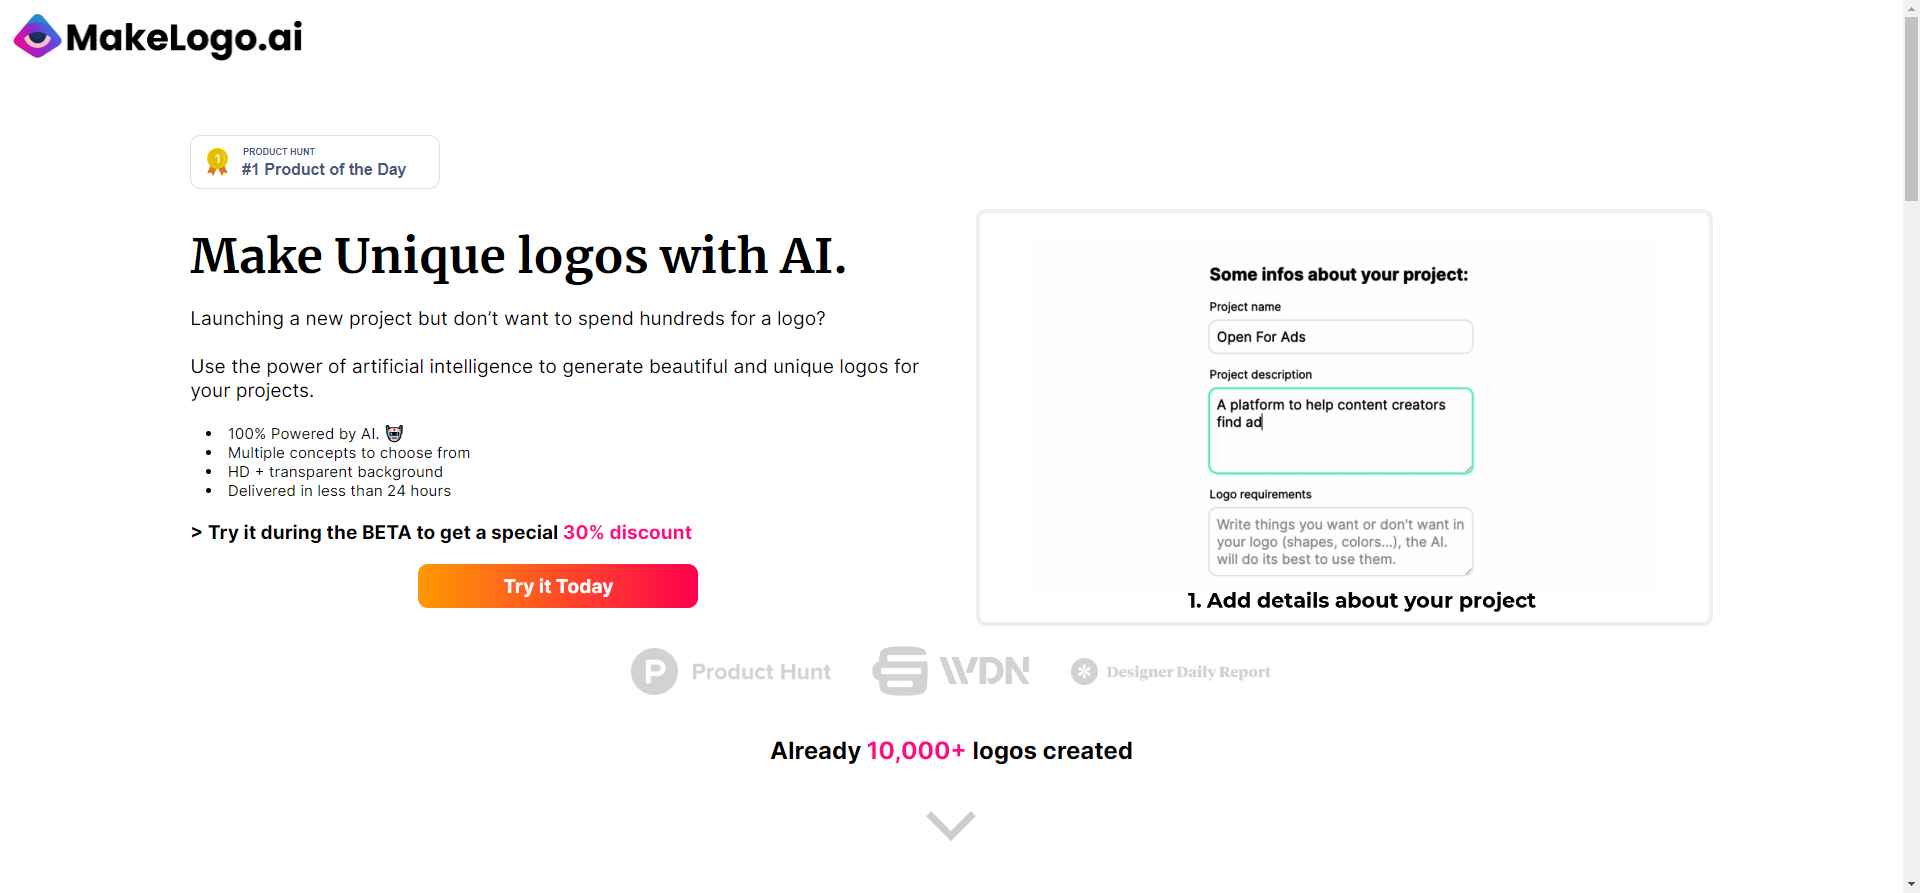 MakeLogo.ai
1
PRODUCT HUNT
#1 Product of the Day
Make Unique logos with AI.
Launching a new project but don’t want to spend hundreds for a logo?
Use the power of artificial intelligence to generate beautiful and unique logos for
your projects.
100% Powered by AI.
Multiple concepts to choose from
HD + transparent background
Delivered in less than 24 hours
> Try it during the BETA to get a special 30% discount
Try it Today
Some infos about your project:
Project name
Open For Ads
Project description
A platform to help content creators
find ad
Logo requirements
Write things you want or don't want in
your logo (shapes, colors...), the AI.
will do its best to use them.
1. Add details about your project
P Product Hunt
WDN
Designer Daily Report
Already 10,000+ logos created